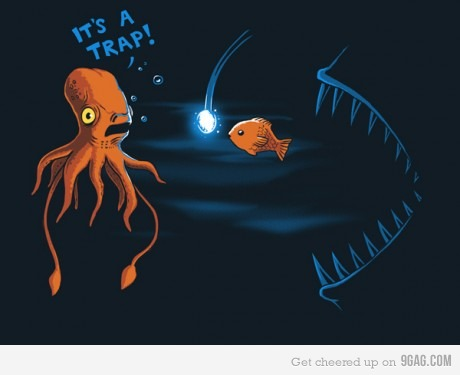 IT'S A
TRAP!
Get cheered up on 9GAG.COM